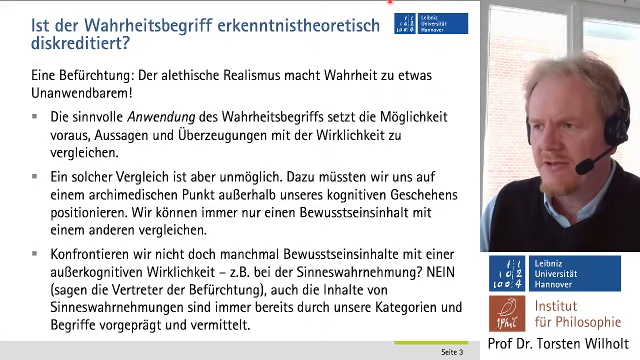 Ist der Wahrheitsbegriff erkenntnistheoretisch
diskreditiert?
Leibniz
Universität
Hannover
Eine Befürchtung: Der alethische Realismus macht Wahrheit zu etwas
Unanwendbarem!
Die sinnvolle Anwendung des Wahrheitsbegriffs setzt die Möglichkeit
voraus, Aussagen und Überzeugungen mit der Wirklichkeit zu
vergleichen.
Ein solcher Vergleich ist aber unmöglich. Dazu müssten wir uns auf
einem archimedischen Punkt außerhalb unseres kognitiven Geschehens
positionieren. Wir können immer nur einen Bewusstseinsinhalt mit
einem anderen vergleichen.
Konfrontieren wir nicht doch manchmal Bewusstseinsinhalte mit einer
außerkognitiven Wirklichkeit – z.B. bei der Sinneswahrnehmung? NEIN
(sagen die Vertreter der Befürchtung), auch die Inhalte von
Sinneswahrnehmungen sind immer bereits durch unsere Kategorien und
Begriffe vorgeprägt und vermittelt.
Seite 3
Leibniz
Universität
Hannover
Institut
für Philosophie
Prof Dr. Torsten Wilholt